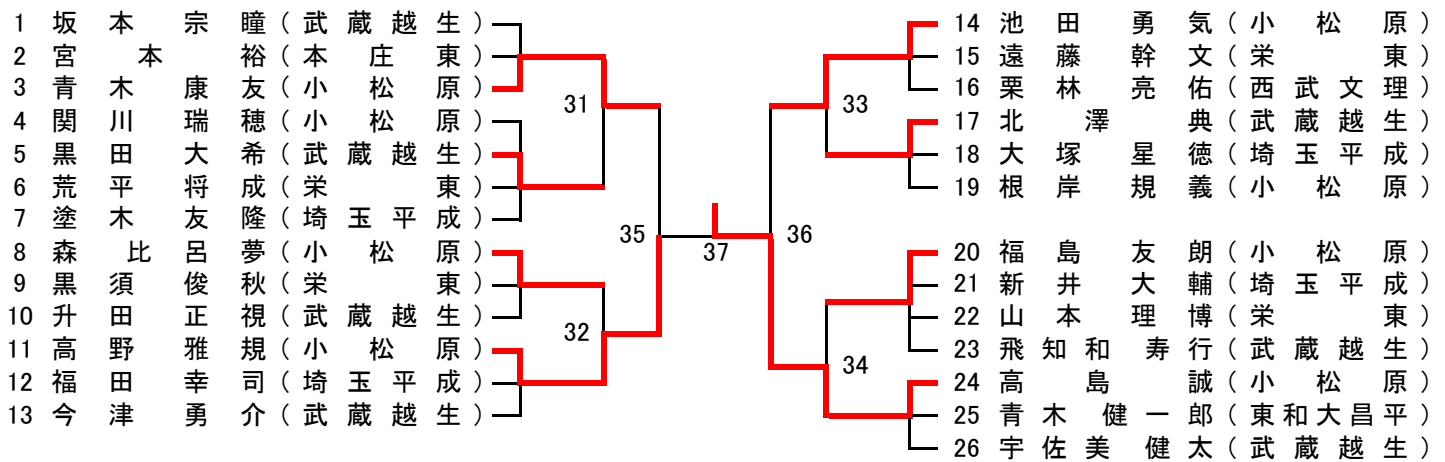 1 坂本宗瞳(武蔵越生)
2 宮本裕(本庄東)
3 青木康友(小松原)
4 関川瑞穂(小松原)
5 黒田大希(武蔵越生)
6 荒平将成(栄東)
7 塗木友隆(埼玉平成)
8 森比呂夢(小松原)
9 黒須俊秋(栄東)
10 升田正視(武蔵越生)
11 高野雅規(小松原)
12 福田幸司(埼玉平成)
13 今津勇介(武蔵越生)
31
32
35
37
36
33
34
14 池田勇気(小松原)
15 遠藤幹文(栄東)
16 栗林亮佑(西武文理)
17 北澤典(武蔵越生)
18 大塚星徳(埼玉平成)
19 根岸規義(小松原)
20 福島友朗(小松原)
21 新井大輔(埼玉平成)
22 山本理博(栄東)
23 飛知和寿行(武蔵越生)
24 高島誠(小松原)
25 青木健一郎(東和大昌平)
26 宇佐美健太(武蔵越生)